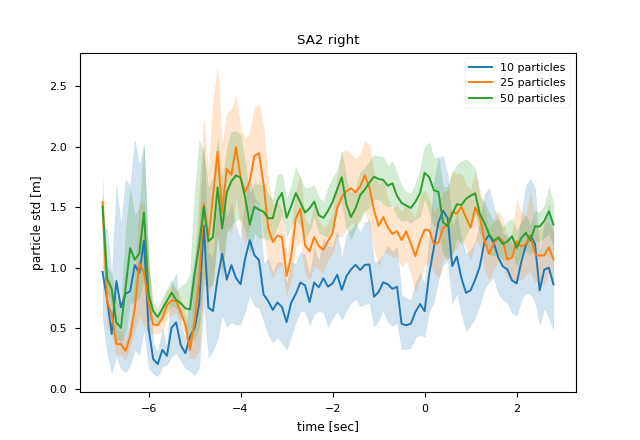 SA2 right
10 particles
25 particles
50 particles
particle std [m]
2.5
2.0
1.5
1.0
0.5
0.0
−6
−4
−2
0
2
time [sec]